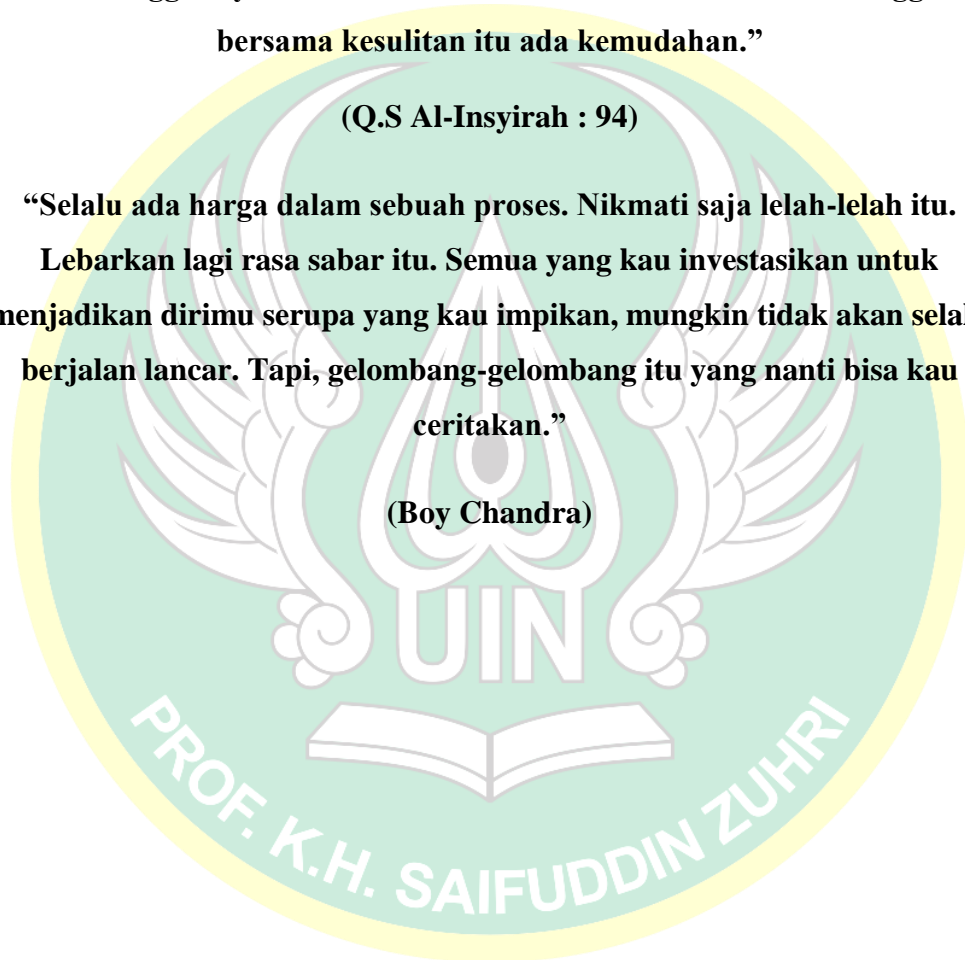 bersama kesulitan itu ada kemudahan.”
(Q.S Al-Insyirah : 94)
“Selalu ada harga dalam sebuah proses. Nikmati saja lelah-lelah itu.
Lebarkan lagi rasa sabar itu. Semua yang kau investasikan untuk
menjadikan dirimu serupa yang kau impikan, mungkin tidak akan
berjalan lancar. Tapi, gelombang-gelombang itu yang nanti bisa kau
ceritakan.”
(Boy Chandra)
UIN
PROF. K.H. SAIFUDDIN ZUHRI